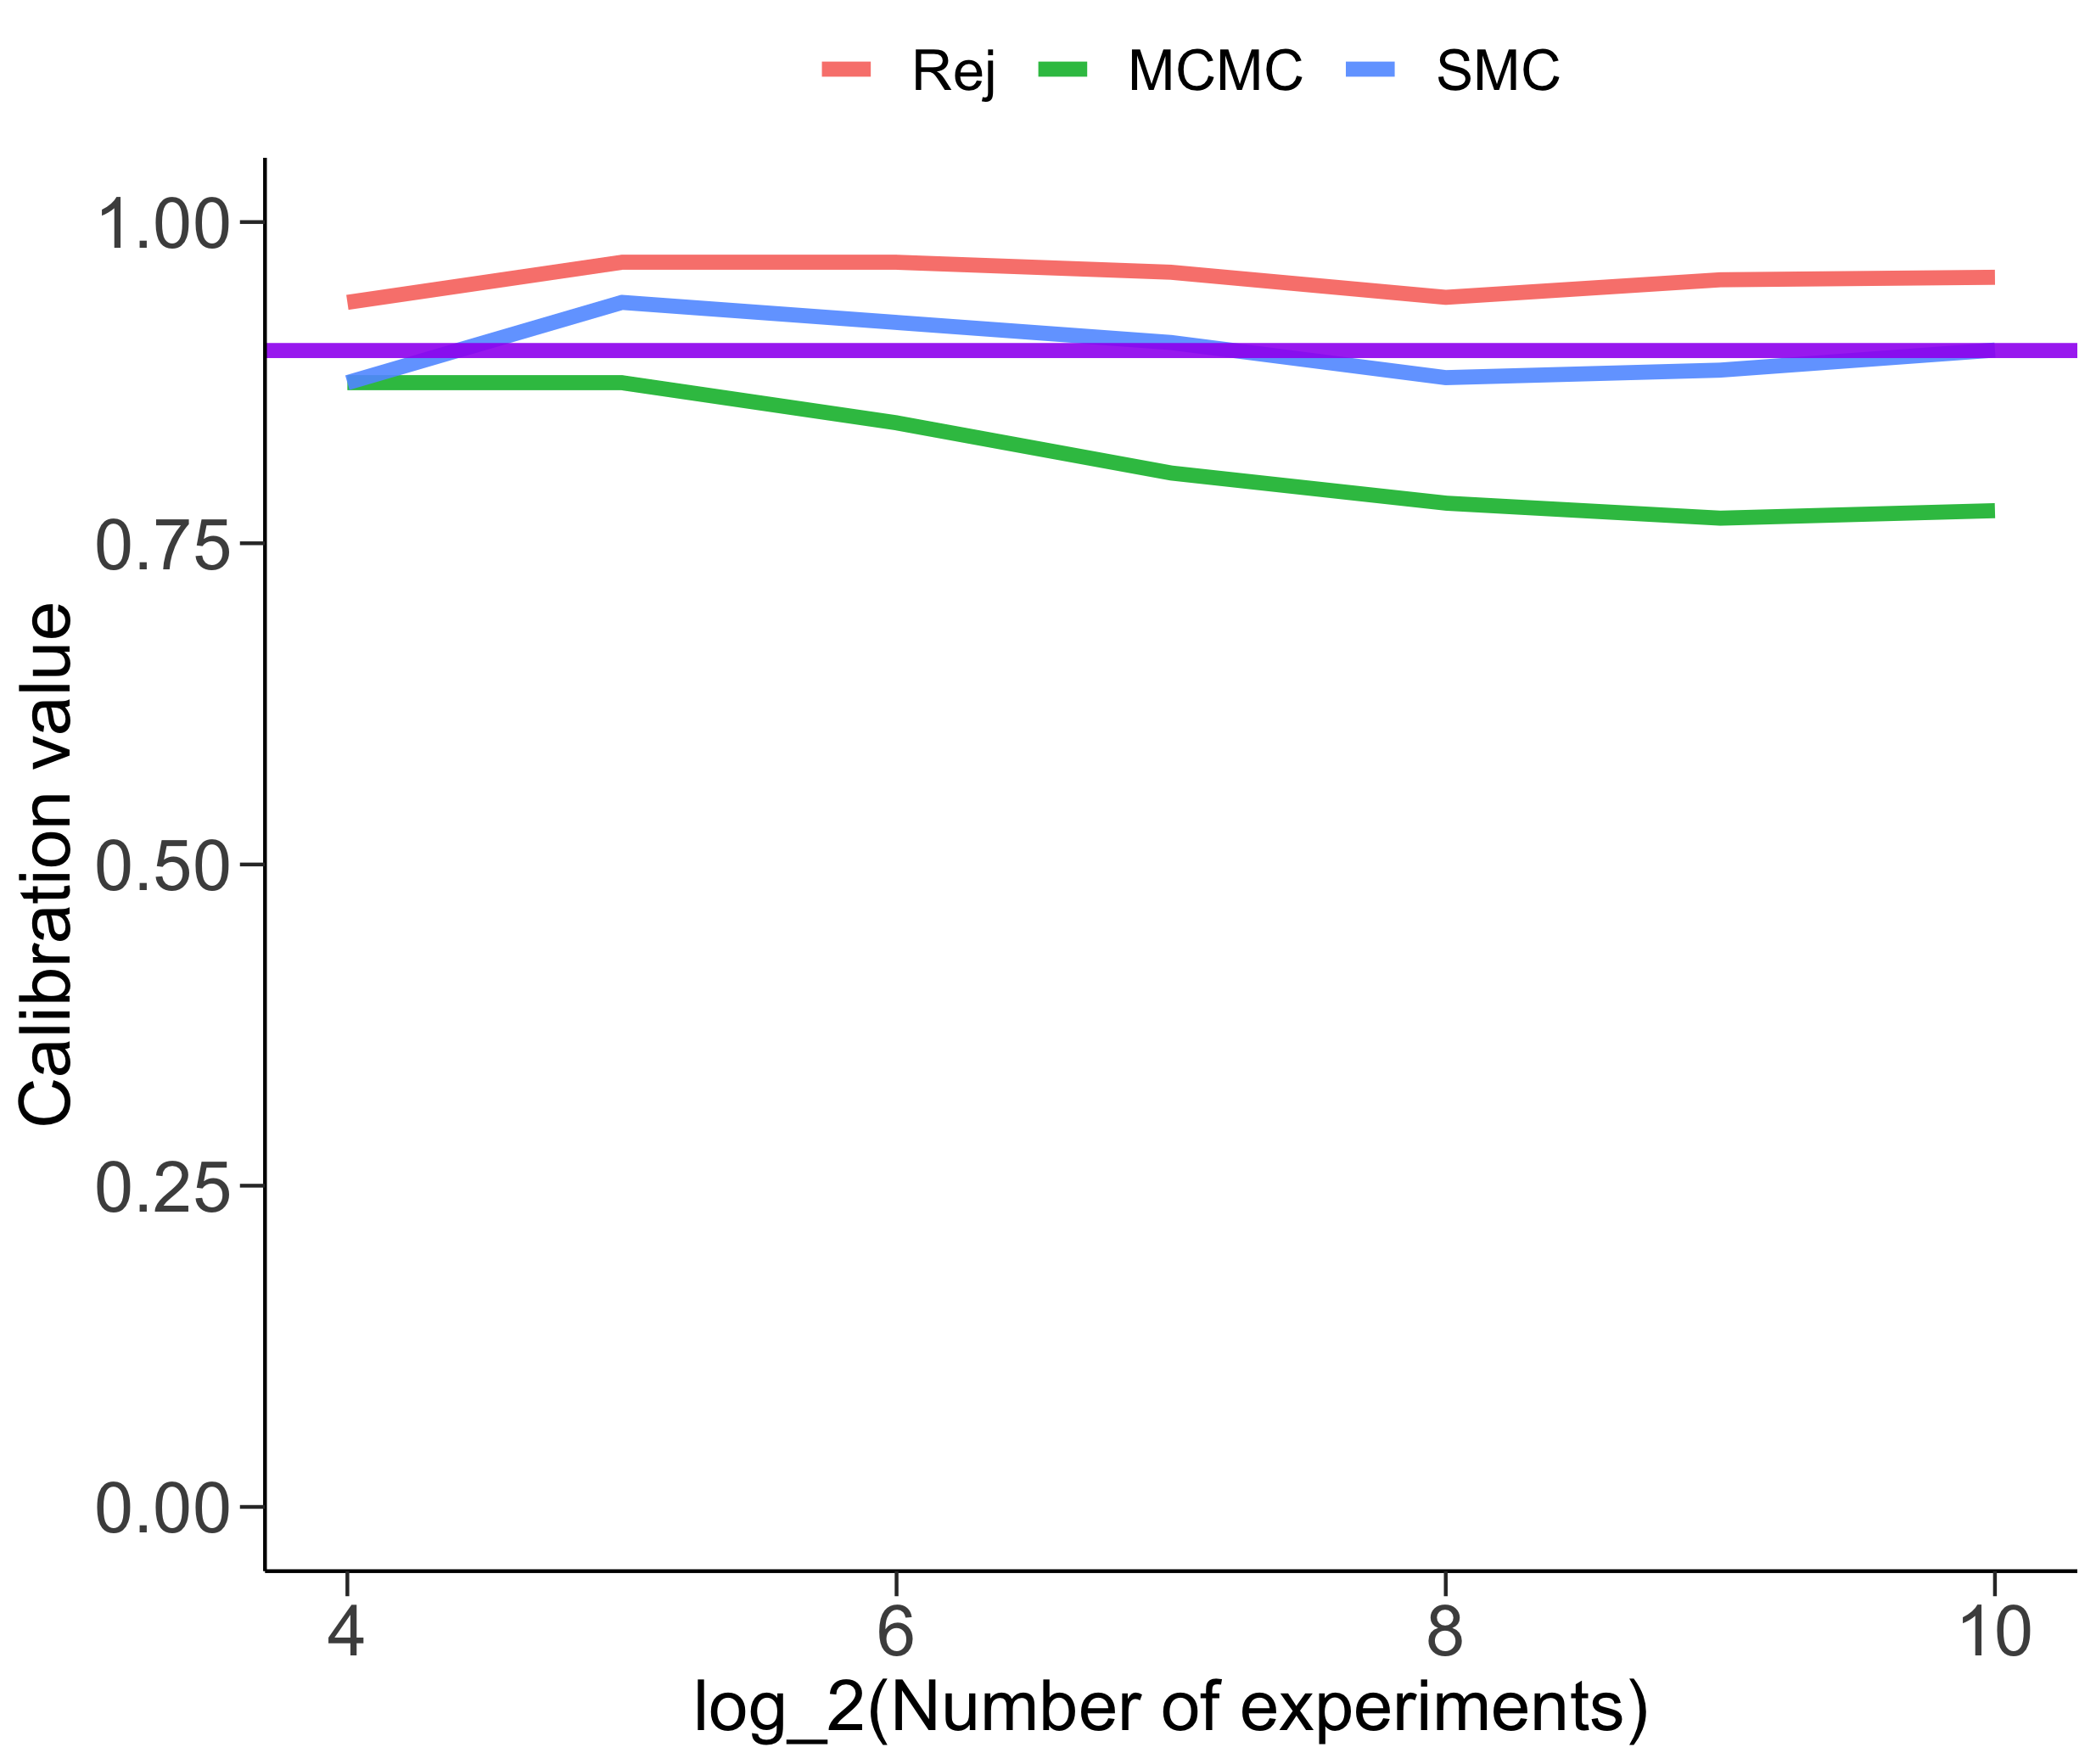 Rej MCMC SMC
1.00
0.75
0.50
0.25
0.00
Calibration value
4 6 8 10
log_2(Number of experiments)